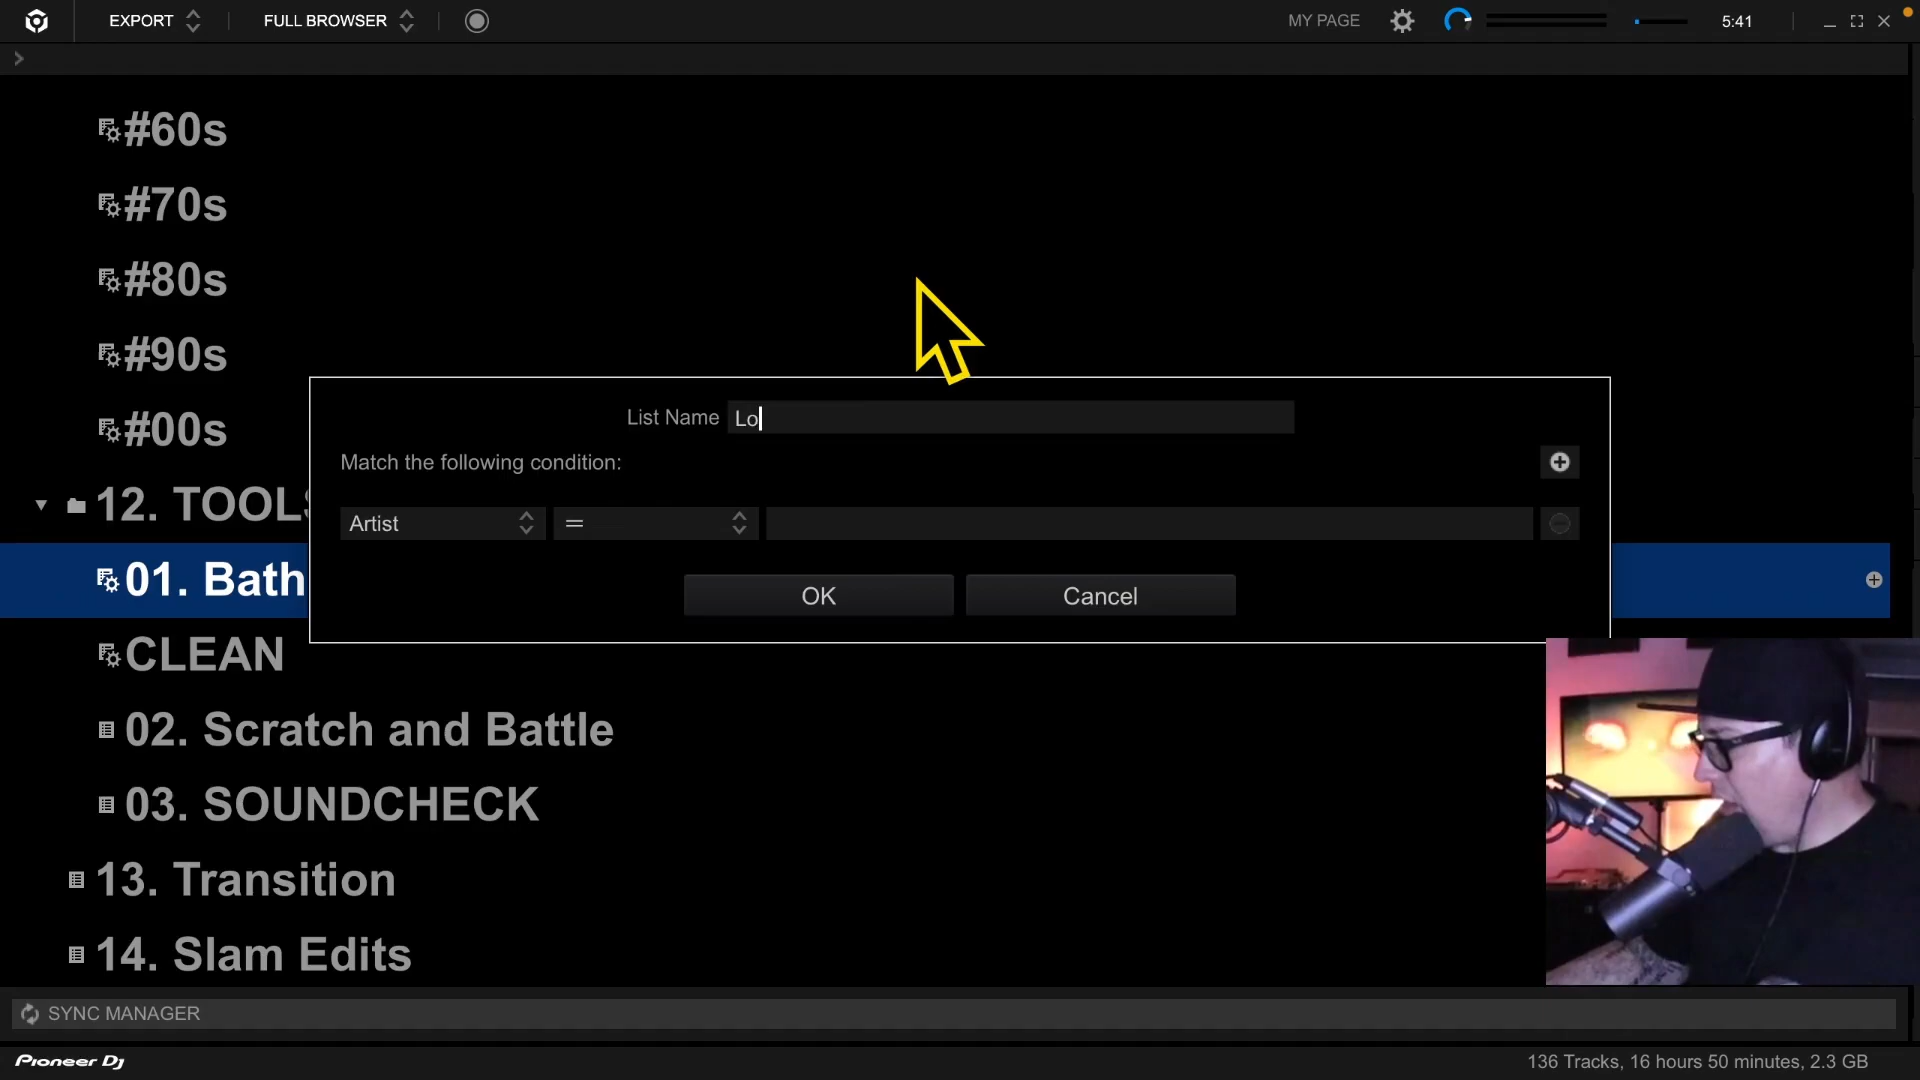 EXPORT
FULL BROWSER
MY PAGE
5:41
#60s
#70s
#80s
#90s
#00s
List Name Lo
Match the following condition:
12. TOOLS
Artist =
01. Bath
OK
Cancel
CLEAN
02. Scratch and Battle
03. SOUNDCHECK
13. Transition
14. Slam Edits
SYNC MANAGER
Pioneer Dj
136 Tracks, 16 hours 50 minutes, 2.3 GB